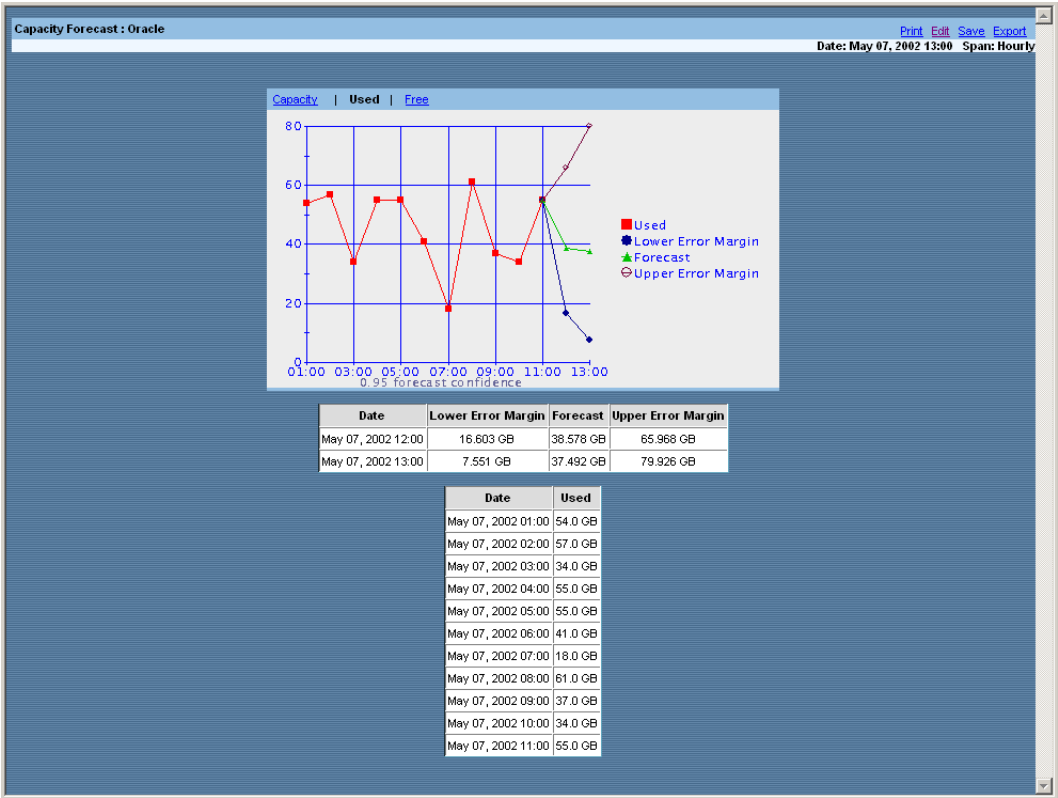 Capacity Forecast : Oracle
Print Edit Save Export
Date: May 07, 2002 13:00 Span: Hourly
Capacity | Used | Free
80
60
40
20
0
01:00 03:00 05:00 07:00 09:00 11:00 13:00
0.95 forecast confidence
Used
Lower Error Margin
Forecast
Upper Error Margin
Date Lower Error Margin Forecast Upper Error Margin
May 07, 2002 12:00 16.603 GB 38.578 GB 65.968 GB
May 07, 2002 13:00 7.551 GB 37.492 GB 79.926 GB
Date Used
May 07, 2002 01:00 54.0 GB
May 07, 2002 02:00 57.0 GB
May 07, 2002 03:00 34.0 GB
May 07, 2002 04:00 55.0 GB
May 07, 2002 05:00 55.0 GB
May 07, 2002 06:00 41.0 GB
May 07, 2002 07:00 18.0 GB
May 07, 2002 08:00 61.0 GB
May 07, 2002 09:00 37.0 GB
May 07, 2002 10:00 34.0 GB
May 07, 2002 11:00 55.0 GB